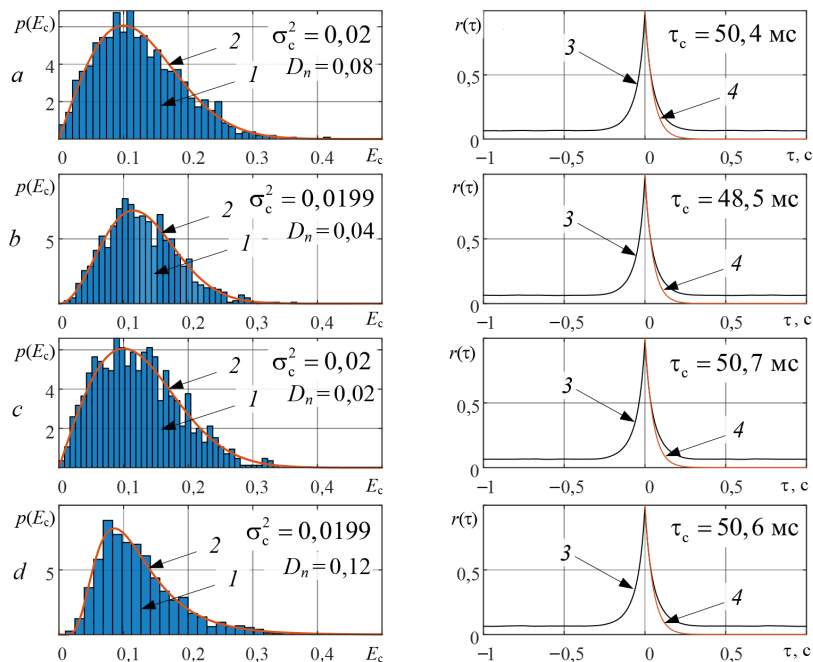 p(E_c)
6
4
2
a
2
1
σ_c^2 = 0,02
D_n = 0,08
0 0,1 0,2 0,3 0,4 E_c
r(τ)
0,5
0
3
4
τ_c = 50,4 мс
−1 −0,5 0 0,5 τ, с
p(E_c)
5
b
2
1
σ_c^2 = 0,0199
D_n = 0,04
0 0,1 0,2 0,3 0,4 E_c
r(τ)
0,5
0
3
4
τ_c = 48,5 мс
−1 −0,5 0 0,5 τ, с
p(E_c)
4
2
c
2
1
σ_c^2 = 0,02
D_n = 0,02
0 0,1 0,2 0,3 0,4 E_c
r(τ)
0,5
0
3
4
τ_c = 50,7 мс
−1 −0,5 0 0,5 τ, с
p(E_c)
5
d
2
1
σ_c^2 = 0,0199
D_n = 0,12
0 0,1 0,2 0,3 0,4 E_c
r(τ)
0,5
0
3
4
τ_c = 50,6 мс
−1 −0,5 0 0,5 τ, с